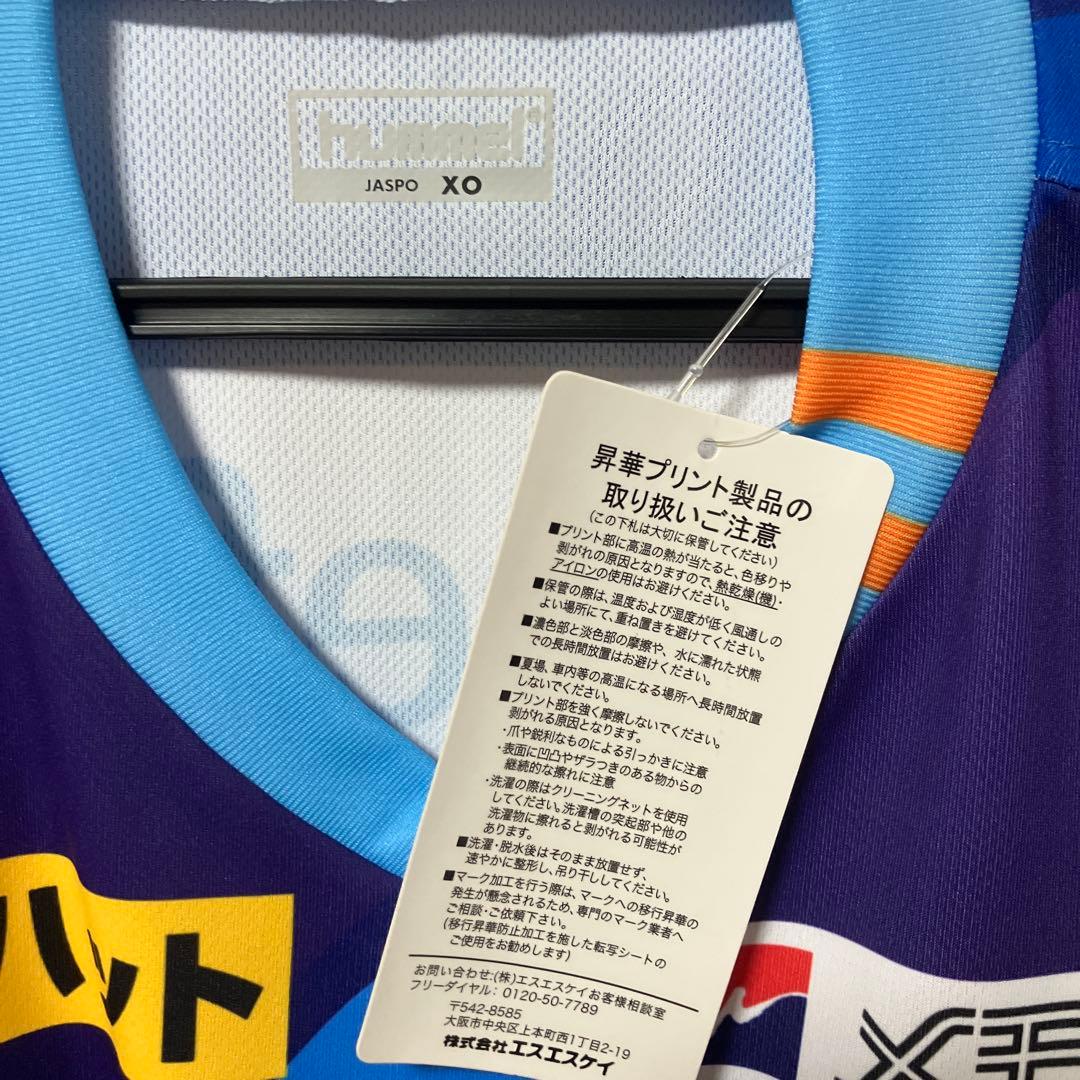 hummel
JASPO XO
昇華プリント製品の
取り扱いご注意
(この下札は大切に保管してください)
■プリント部に高温の熱が当たると、色移りや
剥がれの原因となりますので、熱乾燥(機)・
アイロンの使用はお避けください。
■保管の際は、温度および湿度が低く風通しの
よい場所にて、重ね置きを避けてください。
■濃色部と淡色部の摩擦や、水に濡れた状態
での長時間放置はお避けください。
■夏場、車内等の高温になる場所へ長時間放置
しないでください。
■プリント部を強く摩擦しないでください。
剥がれる原因となります。
・爪や鋭利なものによる引っかきに注意
・表面に凹凸やザラつきのある物からの
継続的な擦れに注意
・洗濯の際はクリーニングネットを使用
してください。洗濯槽の突起部や他の
洗濯物に擦れると剥がれる可能性が
あります。
■洗濯・脱水後はそのまま放置せず、
速やかに整形し、吊り干ししてください。
■マーク加工を行う際は、マークへの移行昇華の
発生が懸念されるため、専門のマーク業者へ
ご相談・ご依頼下さい。
(移行昇華防止加工を施した転写シートの
ご使用をお勧めします)
お問い合わせ:(株)エスエスケイお客様相談室
フリーダイヤル: 0120-50-7789
〒542-8585
大阪市中央区上本町西1丁目2-19
株式会社エスエスケイ
ハット